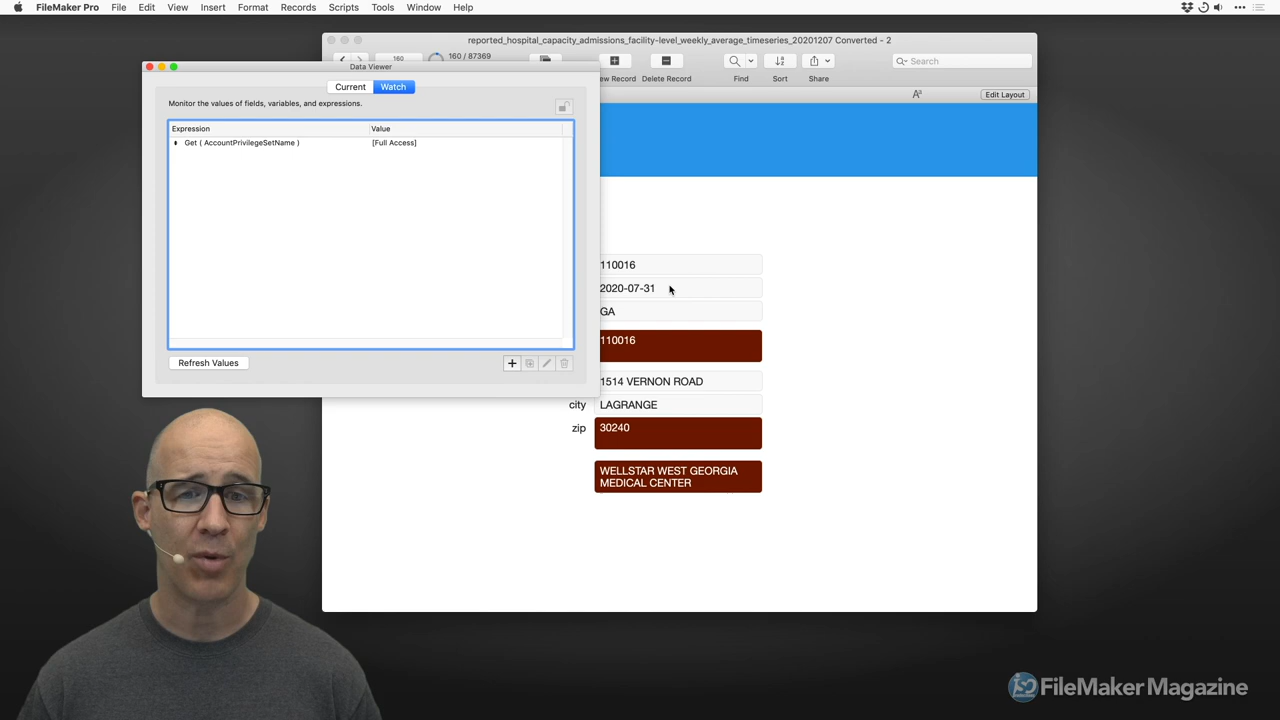 FileMaker Pro File Edit View Insert Format Records Scripts Tools Window Help
reported_hospital_capacity_admissions_facility-level_weekly_average_timeseries_20201207 Converted - 2
160 160 / 87369
Search
ew Record Delete Record Find Sort Share
Edit Layout
Data Viewer
Current Watch
Monitor the values of fields, variables, and expressions.
Expression Value
Get ( AccountPrivilegeSetName ) [Full Access]
Refresh Values
110016
2020-07-31
GA
110016
1514 VERNON ROAD
city LAGRANGE
zip 30240
WELLSTAR WEST GEORGIA
MEDICAL CENTER
FileMaker Magazine